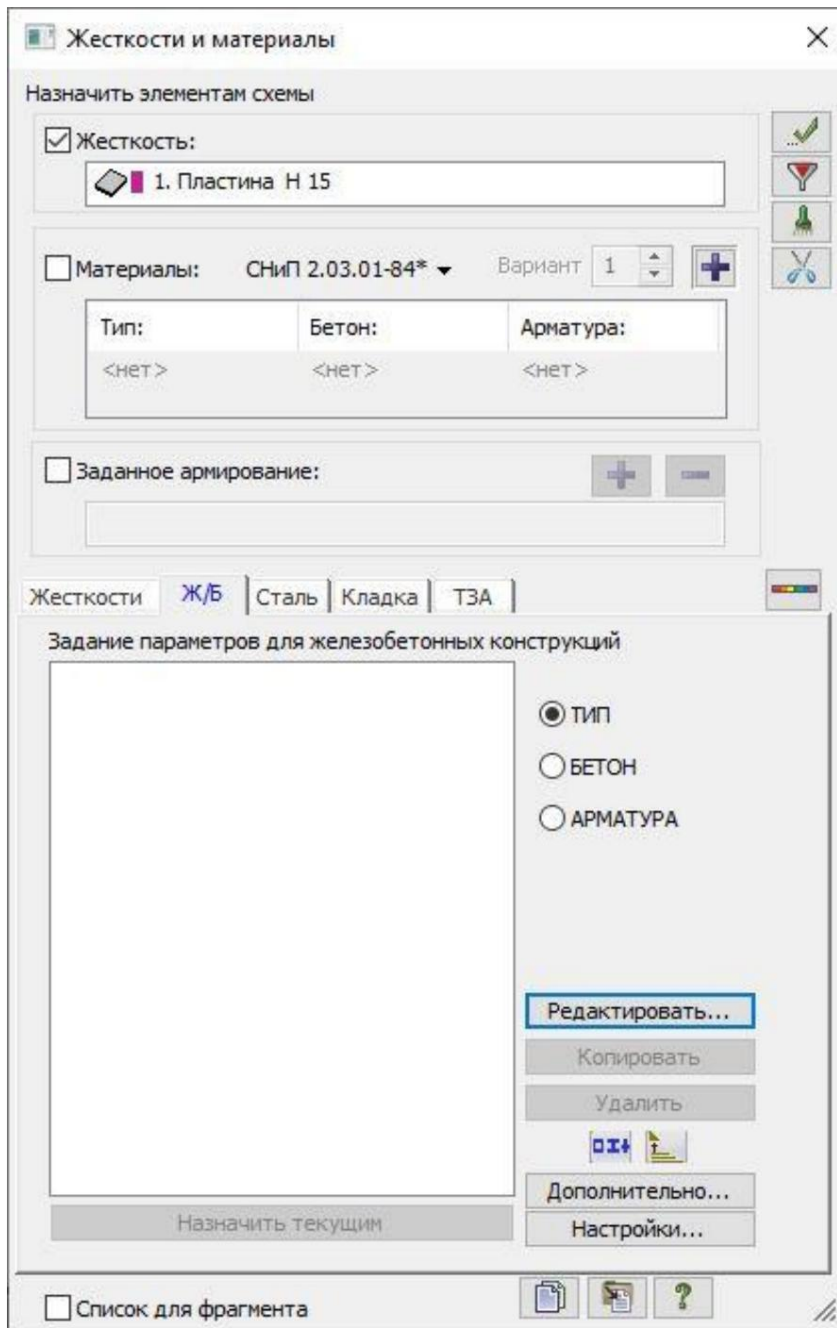 Жесткости и материалы
Назначить элементам схемы
Жесткость:
1. Пластина Н 15
Материалы: СНиП 2.03.01-84* Вариант 1
Тип: Бетон: Арматура:
<нет> <нет> <нет>
Заданное армирование:
Жесткости Ж/Б Сталь Кладка ТЗА
Задание параметров для железобетонных конструкций
ТИП
БЕТОН
АРМАТУРА
Редактировать...
Копировать
Удалить
Дополнительно...
Назначить текущим
Настройки...
Список для фрагмента
?